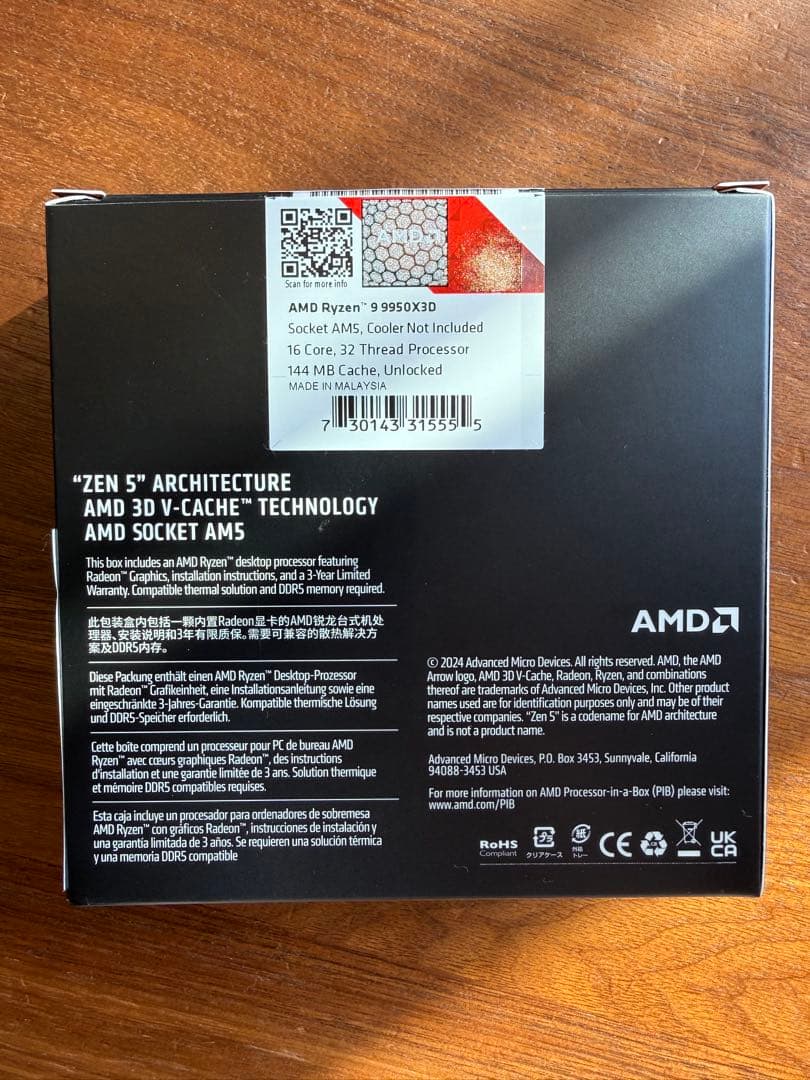 AMD
Scan for more info
AMD Ryzen™ 9 9950X3D
Socket AM5, Cooler Not Included
16 Core, 32 Thread Processor
144 MB Cache, Unlocked
MADE IN MALAYSIA
7 30143 31555 5
“ZEN 5” ARCHITECTURE
AMD 3D V-CACHE™ TECHNOLOGY
AMD SOCKET AM5
This box includes an AMD Ryzen™ desktop processor featuring
Radeon™ Graphics, installation instructions, and a 3-Year Limited
Warranty. Compatible thermal solution and DDR5 memory required.
此包装盒内包括一颗内置Radeon显卡的AMD锐龙台式机处
理器、安装说明和3年有限质保。需要可兼容的散热解决方
案及DDR5内存。
Diese Packung enthält einen AMD Ryzen™ Desktop-Prozessor
mit Radeon™ Grafikeinheit, eine Installationsanleitung sowie eine
eingeschränkte 3-Jahres-Garantie. Kompatible thermische Lösung
und DDR5-Speicher erforderlich.
Cette boîte comprend un processeur pour PC de bureau AMD
Ryzen™ avec cœurs graphiques Radeon™, des instructions
d'installation et une garantie limitée de 3 ans. Solution thermique
et mémoire DDR5 compatibles requises.
Esta caja incluye un procesador para ordenadores de sobremesa
AMD Ryzen™ con gráficos Radeon™, instrucciones de instalación y
una garantía limitada de 3 años. Se requieren una solución térmica
y una memoria DDR5 compatible
AMD
© 2024 Advanced Micro Devices. All rights reserved. AMD, the AMD
Arrow logo, AMD 3D V-Cache, Radeon, Ryzen, and combinations
thereof are trademarks of Advanced Micro Devices, Inc. Other product
names used are for identification purposes only and may be of their
respective companies. “Zen 5” is a codename for AMD architecture
and is not a product name.
Advanced Micro Devices, P.O. Box 3453, Sunnyvale, California
94088-3453 USA
For more information on AMD Processor-in-a-Box (PIB) please visit:
www.amd.com/PIB
RoHS
Compliant
プラ
クリアケース
紙
外箱
トレー
CE
UK
CA